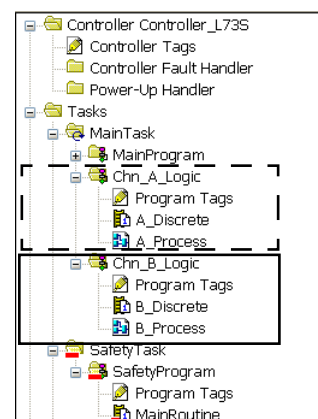 Controller Controller_L73S
Controller Tags
Controller Fault Handler
Power-Up Handler
Tasks
MainTask
MainProgram
Chn_A_Logic
Program Tags
A_Discrete
A_Process
Chn_B_Logic
Program Tags
B_Discrete
B_Process
SafetyTask
SafetyProgram
Program Tags
MainRoutine